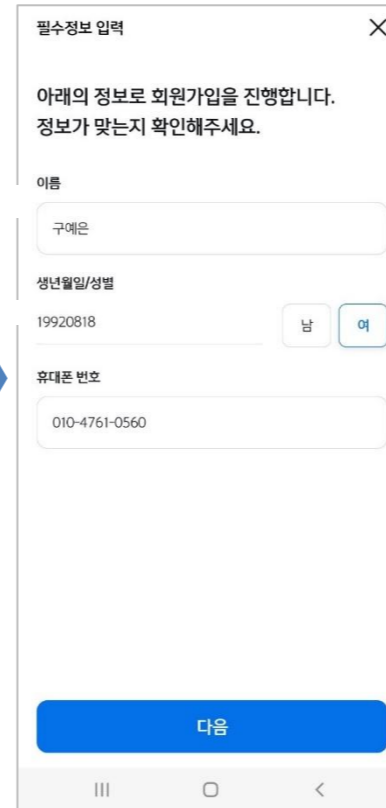 필수정보 입력
아래의 정보로 회원가입을 진행합니다.
정보가 맞는지 확인해주세요.
이름
구예은
생년월일/성별
19920818
남
여
휴대폰 번호
010-4761-0560
다음